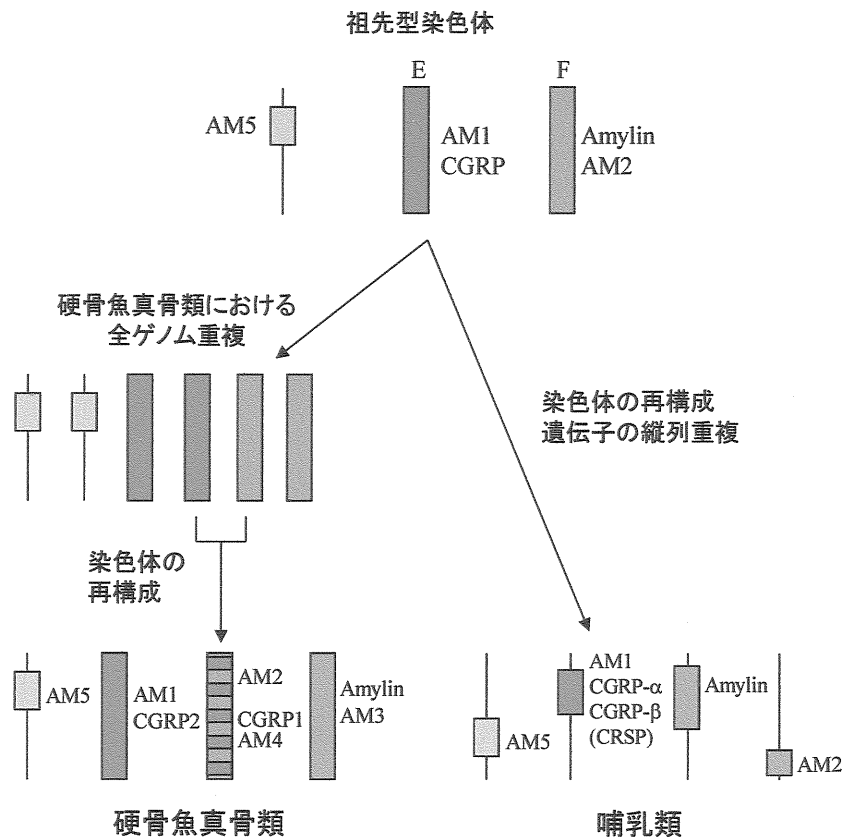 祖先型染色体
E
F
AM5
AM1
CGRP
Amylin
AM2
硬骨魚真骨類における
全ゲノム重複
染色体の再構成
遺伝子の縦列重複
染色体の
再構成
AM5
AM1
CGRP2
AM2
CGRP1
AM4
Amylin
AM3
AM5
AM1
CGRP-α
CGRP-β
(CRSP)
Amylin
AM2
硬骨魚真骨類
哺乳類